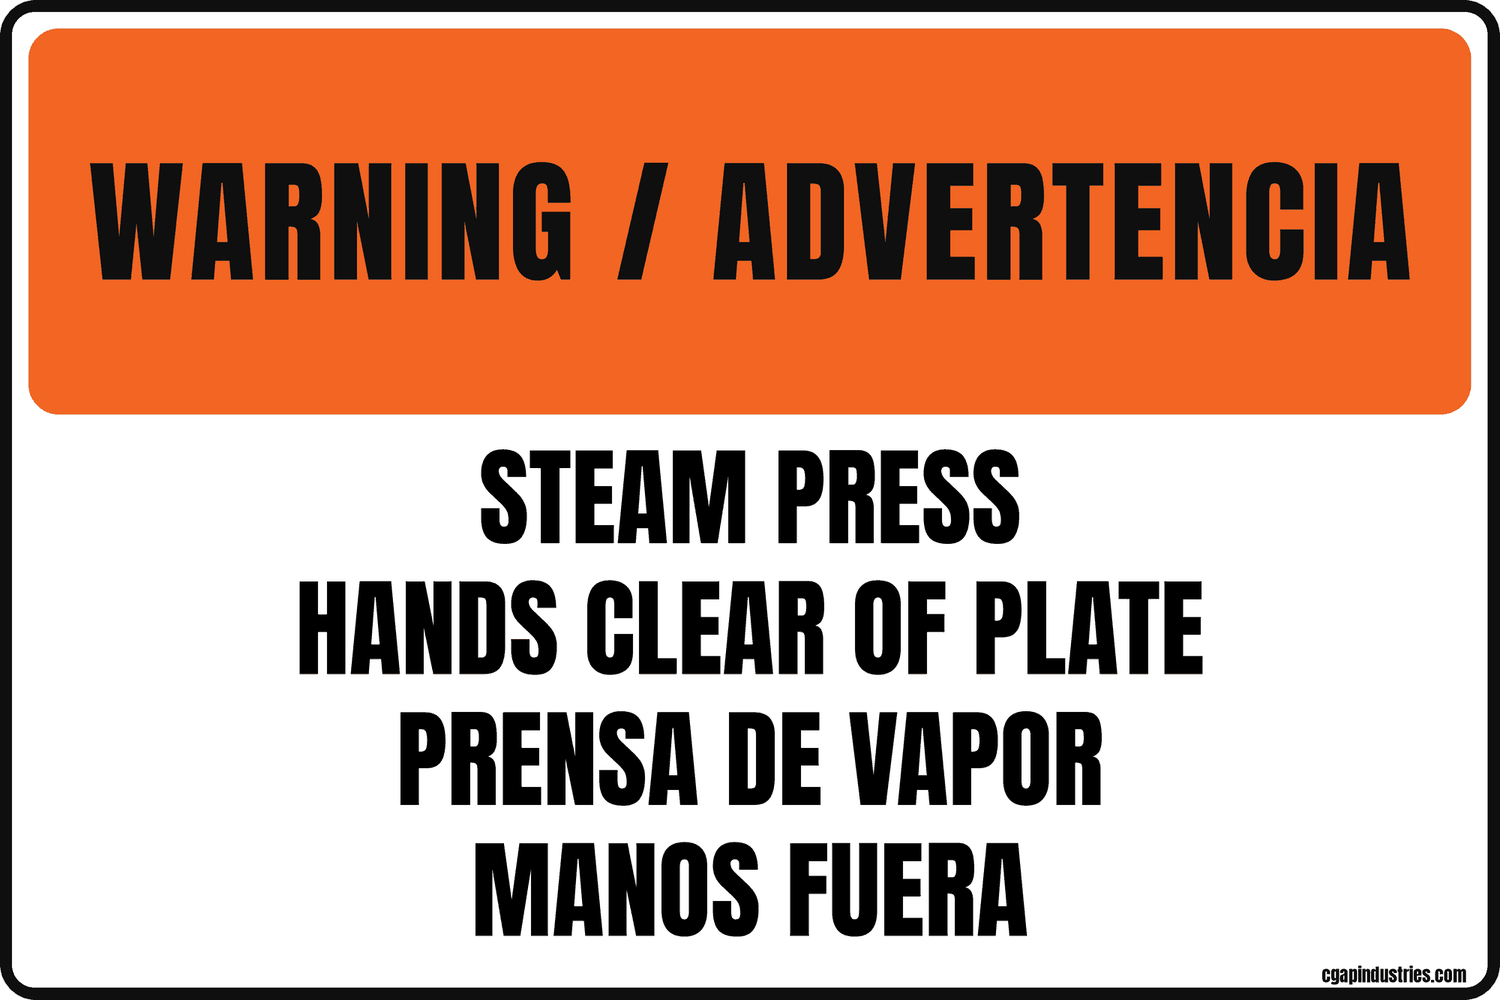 WARNING / ADVERTENCIA
STEAM PRESS
HANDS CLEAR OF PLATE
PRENSA DE VAPOR
MANOS FUERA
cgapindustries.com